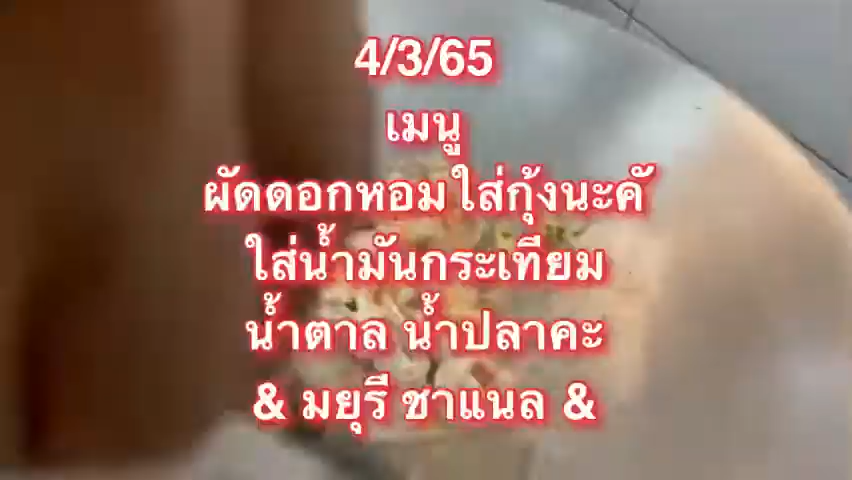 4/3/65
เมนู
ผัดดอกหอมใส่กุ้งนะคั
ใส่น้ำมันกระเทียม
น้ำตาล น้ำปลาคะ
& มยุรี ชาแนล &